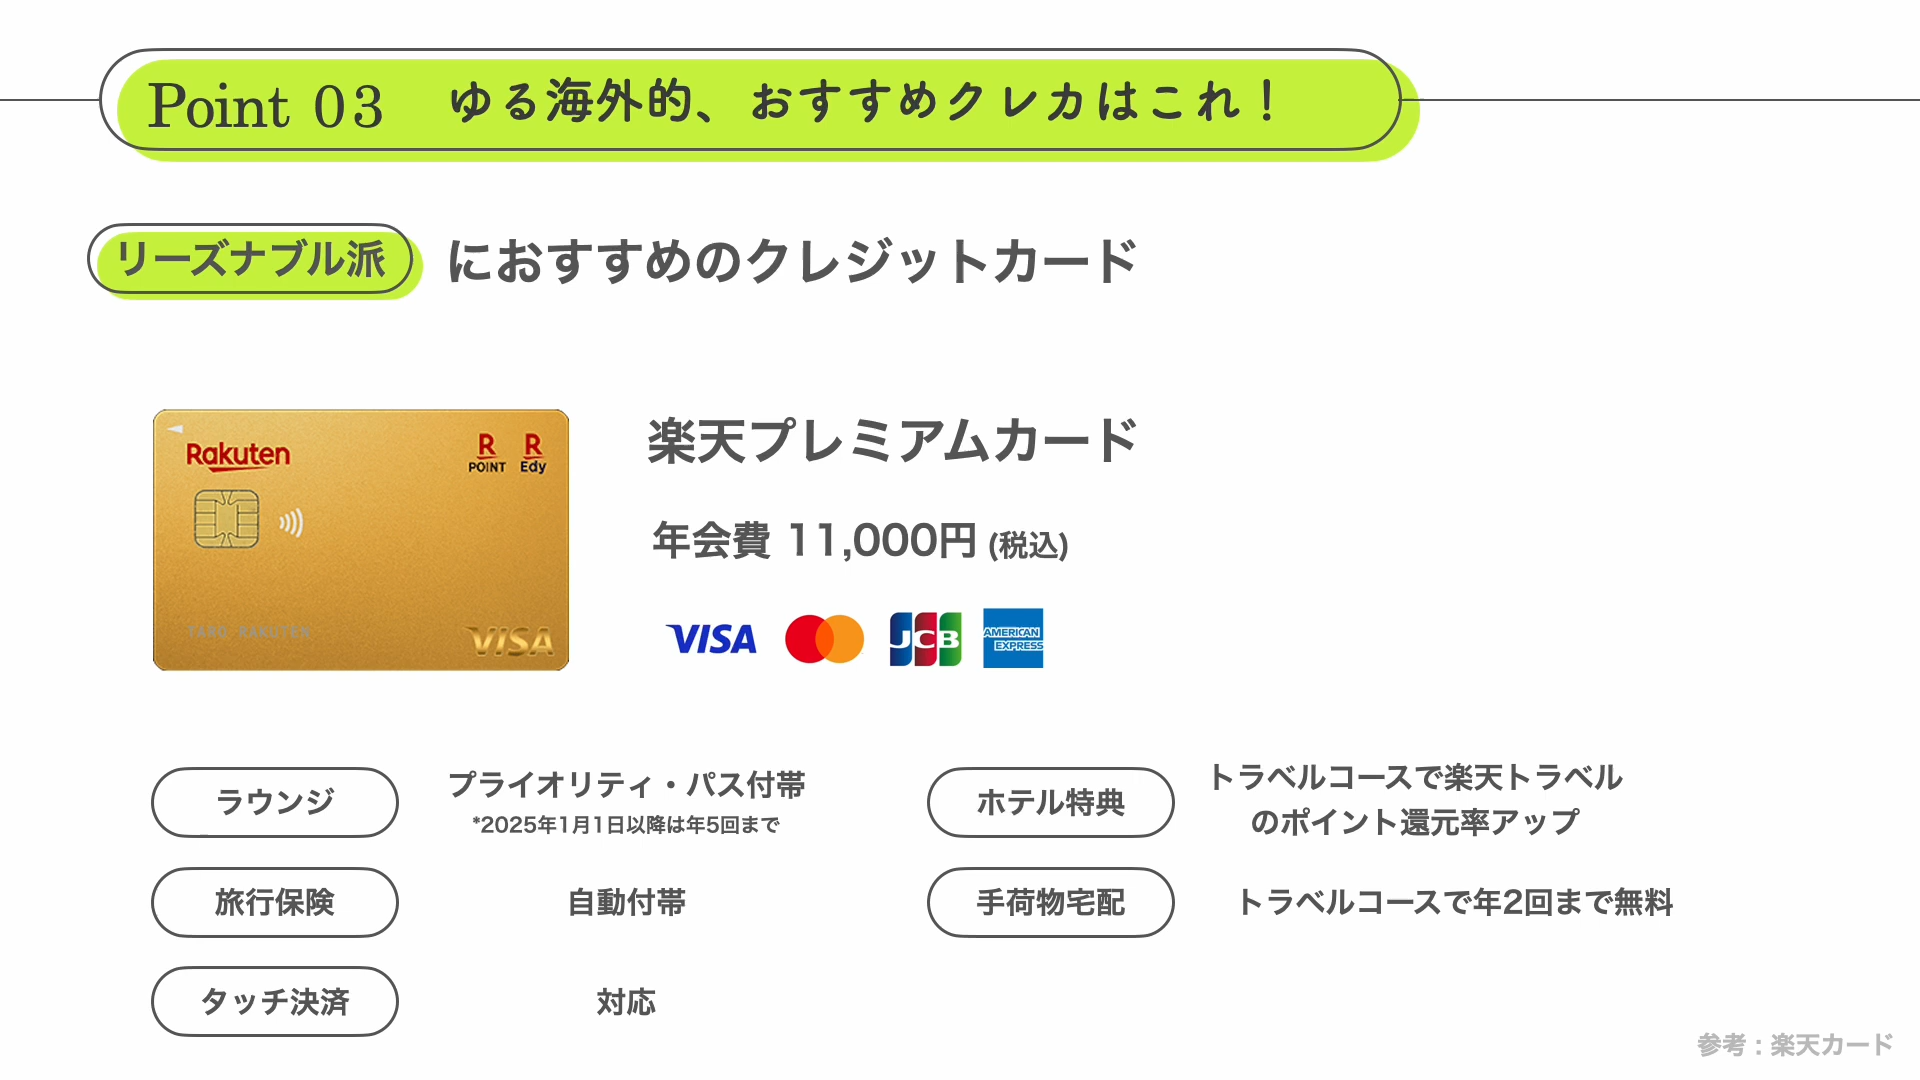 Point 03 ゆる海外的、おすすめクレカはこれ！
リーズナブル派 におすすめのクレジットカード
Rakuten
R POINT R Edy
TARO RAKUTEN
VISA
楽天プレミアムカード
年会費 11,000円 (税込)
VISA JCB AMERICAN EXPRESS
ラウンジ
プライオリティ・パス付帯
*2025年1月1日以降は年5回まで
ホテル特典
トラベルコースで楽天トラベル
のポイント還元率アップ
旅行保険 自動付帯
手荷物宅配 トラベルコースで年2回まで無料
タッチ決済 対応
参考：楽天カード